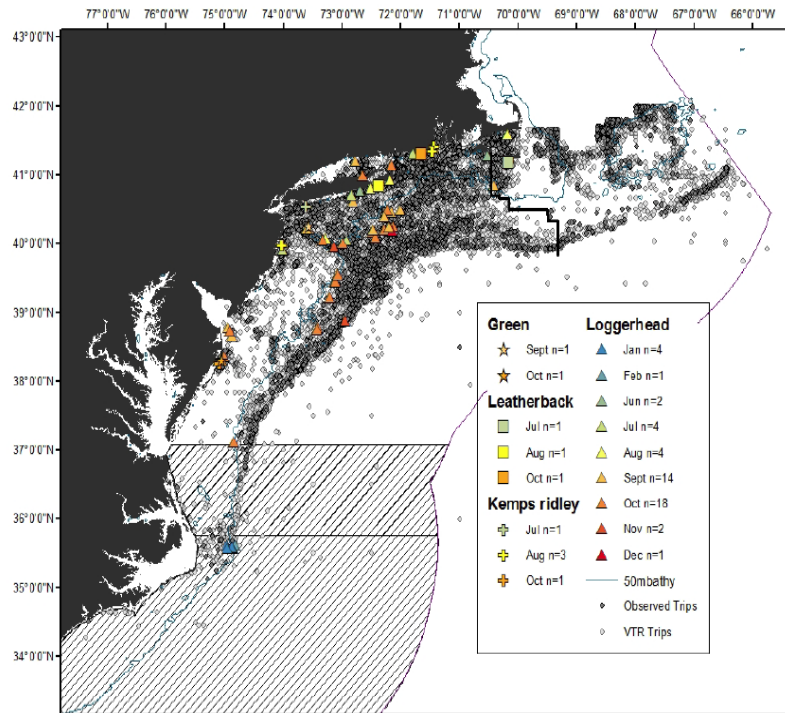 77°0'0"W 76°0'0"W 75°0'0"W 74°0'0"W 73°0'0"W 72°0'0"W 71°0'0"W 70°0'0"W 69°0'0"W 68°0'0"W 67°0'0"W 66°0'0"W
43°0'0"N
42°0'0"N
41°0'0"N
40°0'0"N
39°0'0"N
38°0'0"N
37°0'0"N
36°0'0"N
35°0'0"N
34°0'0"N
Green
Sept n=1
Oct n=1
Leatherback
Jul n=1
Aug n=1
Oct n=1
Kemps ridley
Jul n=1
Aug n=3
Oct n=1
Loggerhead
Jan n=4
Feb n=1
Jun n=2
Jul n=4
Aug n=4
Sept n=14
Oct n=18
Nov n=2
Dec n=1
50mbathy
Observed Trips
VTR Trips